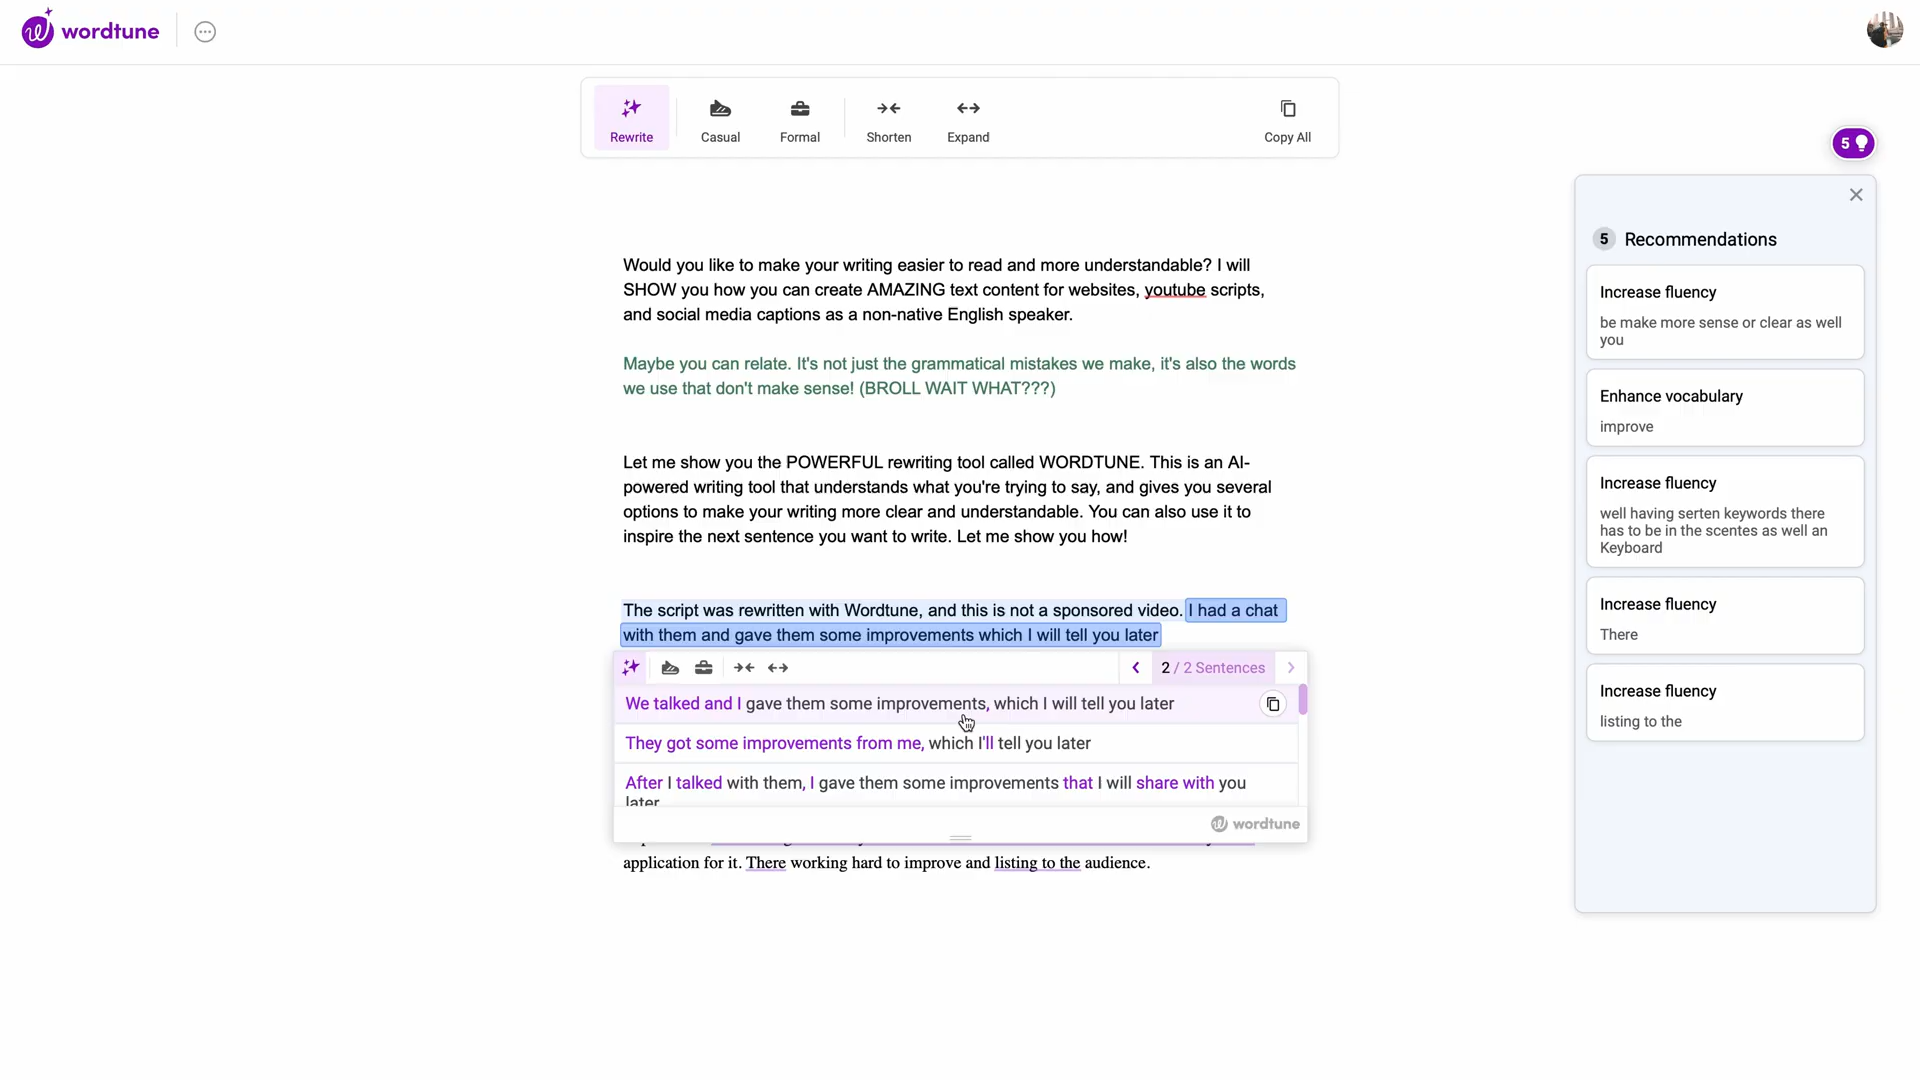 wordtune
Rewrite
Casual
Formal
Shorten
Expand
Copy All
5
Would you like to make your writing easier to read and more understandable? I will
SHOW you how you can create AMAZING text content for websites, youtube scripts,
and social media captions as a non-native English speaker.
Maybe you can relate. It's not just the grammatical mistakes we make, it's also the words
we use that don't make sense! (BROLL WAIT WHAT???)
Let me show you the POWERFUL rewriting tool called WORDTUNE. This is an AI-
powered writing tool that understands what you're trying to say, and gives you several
options to make your writing more clear and understandable. You can also use it to
inspire the next sentence you want to write. Let me show you how!
The script was rewritten with Wordtune, and this is not a sponsored video. I had a chat
with them and gave them some improvements which I will tell you later
2 / 2 Sentences
We talked and I gave them some improvements, which I will tell you later
They got some improvements from me, which I'll tell you later
After I talked with them, I gave them some improvements that I will share with you
later
wordtune
application for it. There working hard to improve and listing to the audience.
5 Recommendations
Increase fluency
be make more sense or clear as well
you
Enhance vocabulary
improve
Increase fluency
well having serten keywords there
has to be in the scentes as well an
Keyboard
Increase fluency
There
Increase fluency
listing to the